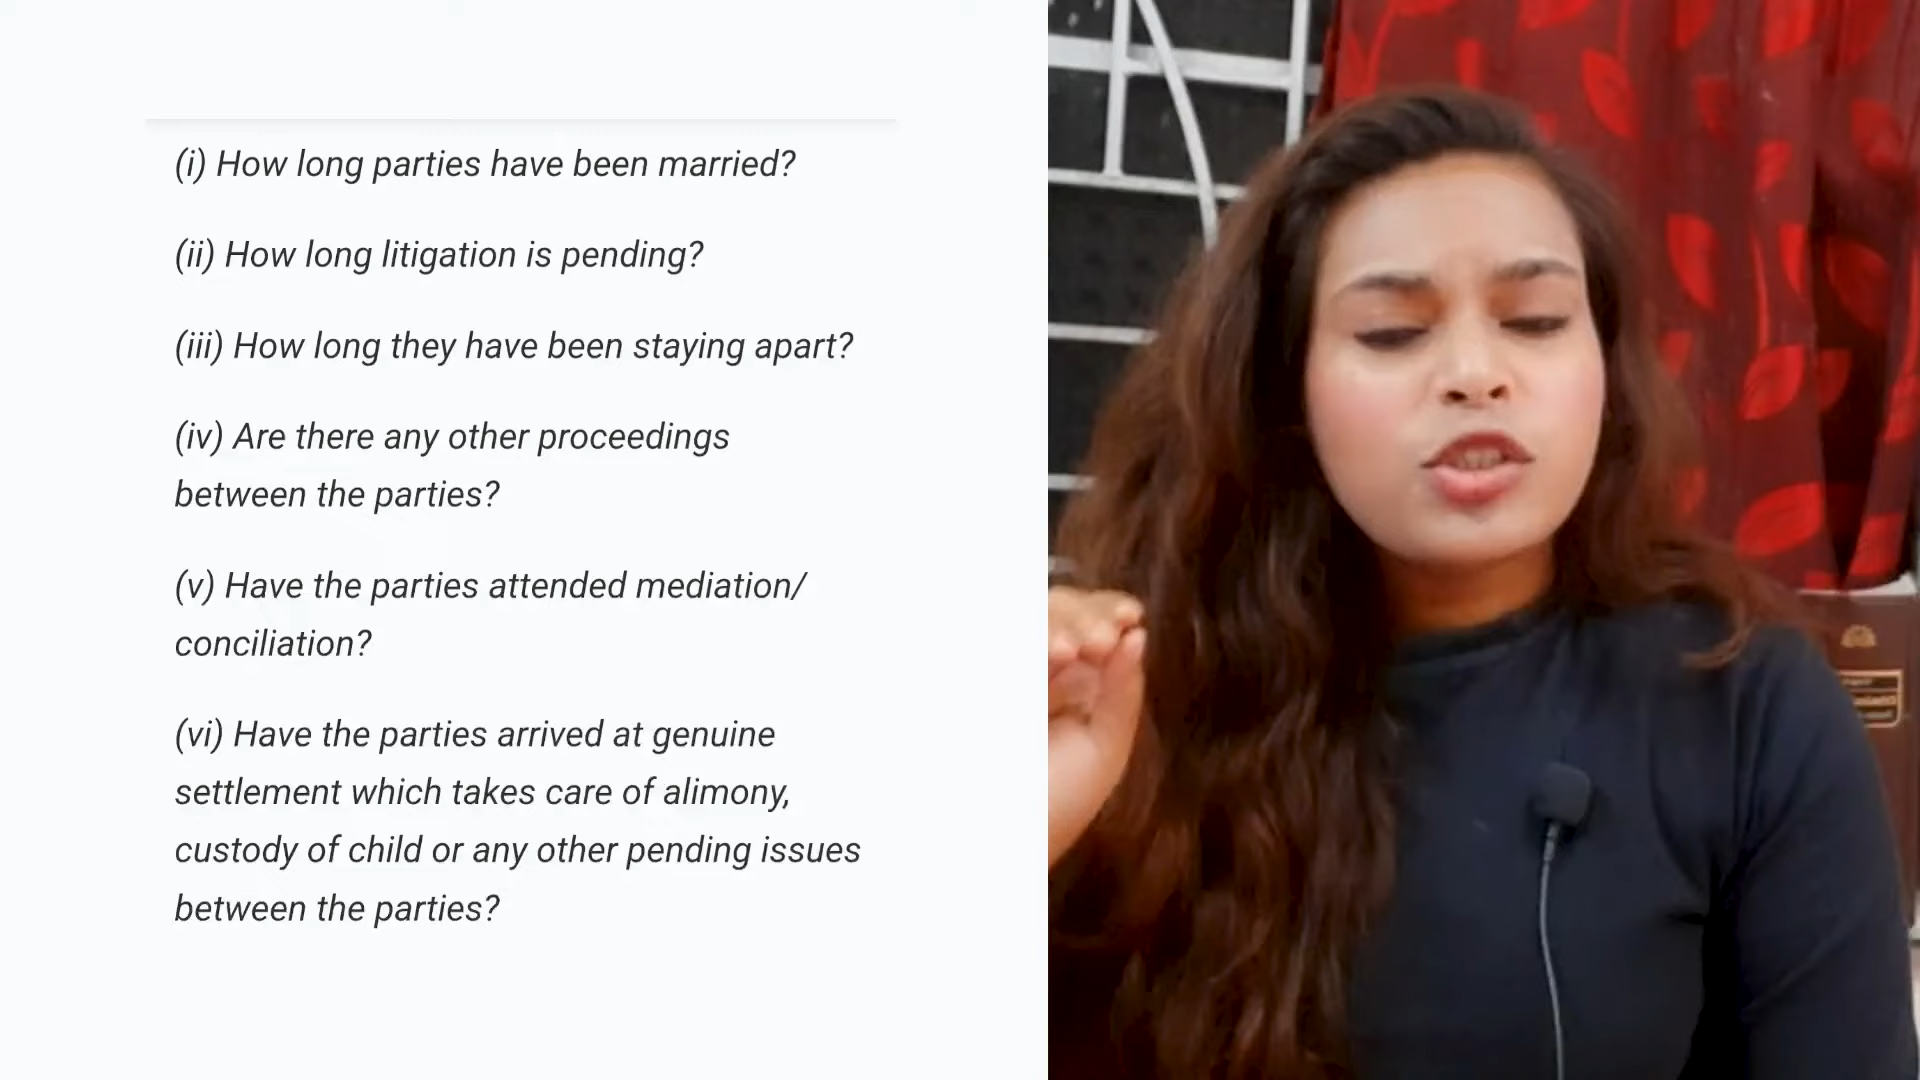 (i) How long parties have been married?
(ii) How long litigation is pending?
(iii) How long they have been staying apart?
(iv) Are there any other proceedings
between the parties?
(v) Have the parties attended mediation/
conciliation?
(vi) Have the parties arrived at genuine
settlement which takes care of alimony,
custody of child or any other pending issues
between the parties?